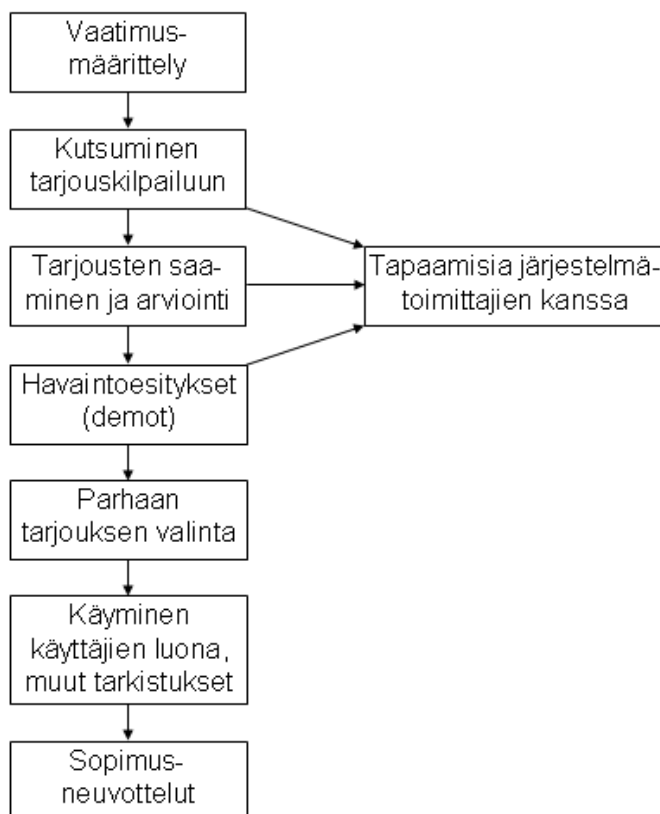 Vaatimus-
määrittely
Kutsuminen
tarjouskilpailuun
Tarjousten saa-
minen ja arviointi
Tapaamisia järjestelmä-
toimittajien kanssa
Havaintoesitykset
(demot)
Parhaan
tarjouksen valinta
Käyminen
käyttäjien luona,
muut tarkistukset
Sopimus-
neuvottelut